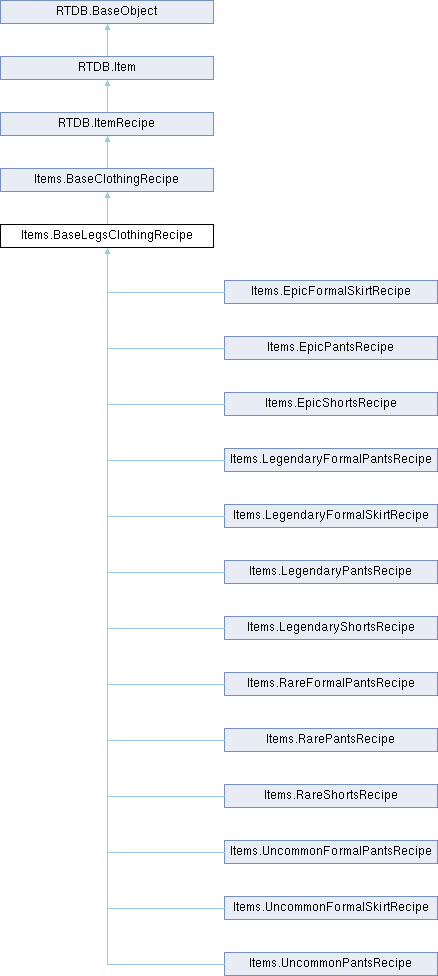 RTDB.BaseObject
RTDB.Item
RTDB.ItemRecipe
Items.BaseClothingRecipe
Items.BaseLegsClothingRecipe
Items.EpicFormalSkirtRecipe
Items.EpicPantsRecipe
Items.EpicShortsRecipe
Items.LegendaryFormalPantsRecipe
Items.LegendaryFormalSkirtRecipe
Items.LegendaryPantsRecipe
Items.LegendaryShortsRecipe
Items.RareFormalPantsRecipe
Items.RarePantsRecipe
Items.RareShortsRecipe
Items.UncommonFormalPantsRecipe
Items.UncommonFormalSkirtRecipe
Items.UncommonPantsRecipe